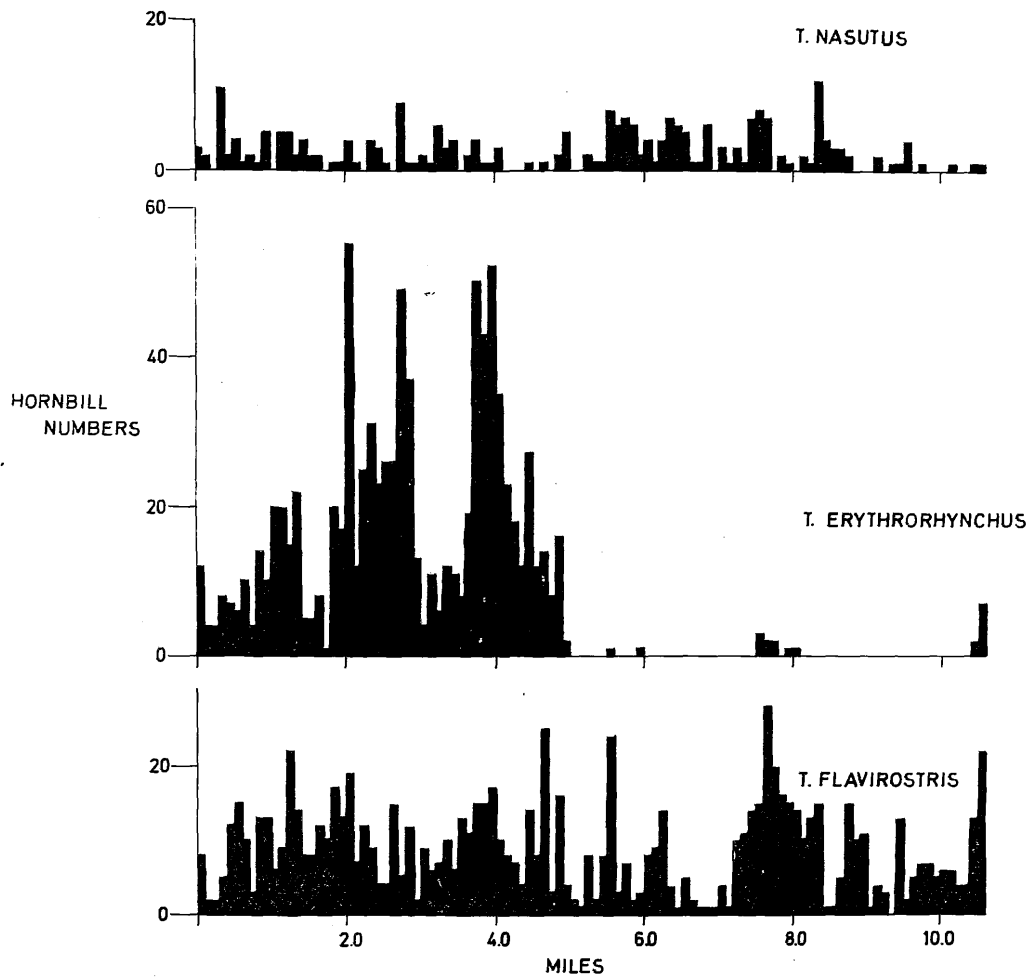 20
T. NASUTUS
0
60
40
HORNBILL
NUMBERS
20
T. ERYTHRORHYNCHUS
0
20
T. FLAVIROSTRIS
0
2.0
4.0
6.0
8.0
10.0
MILES